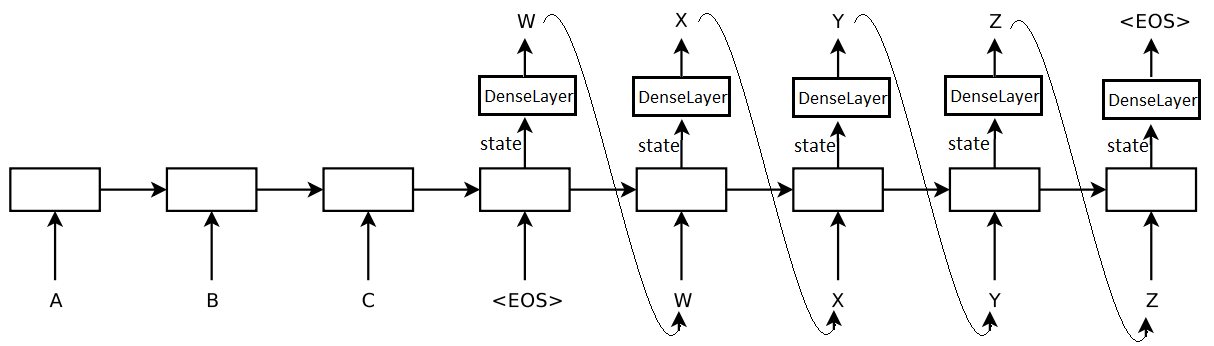 W X Y Z <EOS>
DenseLayer DenseLayer DenseLayer DenseLayer DenseLayer
state state state state state
A B C <EOS> W X Y Z